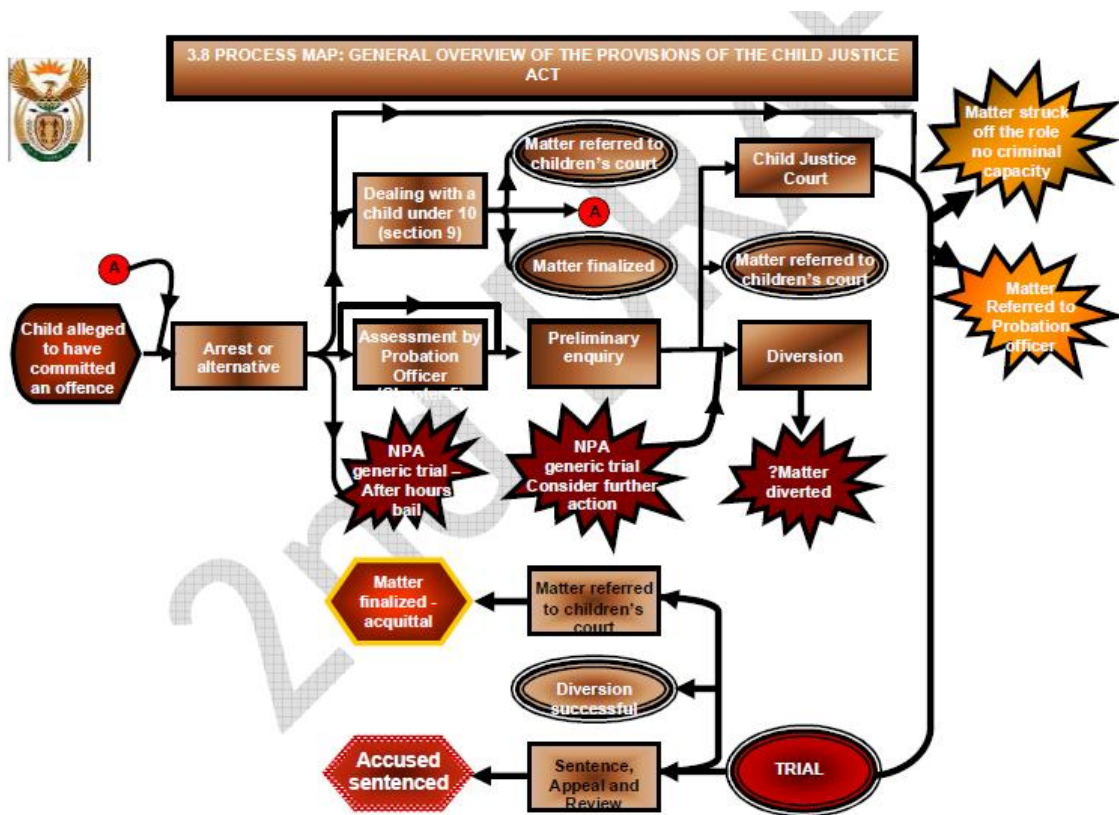 3.8 PROCESS MAP: GENERAL OVERVIEW OF THE PROVISIONS OF THE CHILD JUSTICE
ACT
Matter struck
off the role
no criminal
capacity
Matter referred to
children's court
Child Justice
Court
Dealing with a
child under 10
(section 9)
A
Matter finalized
Matter referred to
children's court
Matter
Referred to
Probation
officer
A
Child alleged
to have
committed
an offence
Arrest or
alternative
Assessment by
Probation
Officer
(Chapter 5)
Preliminary
enquiry
Diversion
NPA
generic trial –
After hours
bail
NPA
generic trial
Consider further
action
?Matter
diverted
Matter
finalized -
acquittal
Matter referred
to children's
court
Diversion
successful
Accused
sentenced
Sentence,
Appeal and
Review
TRIAL